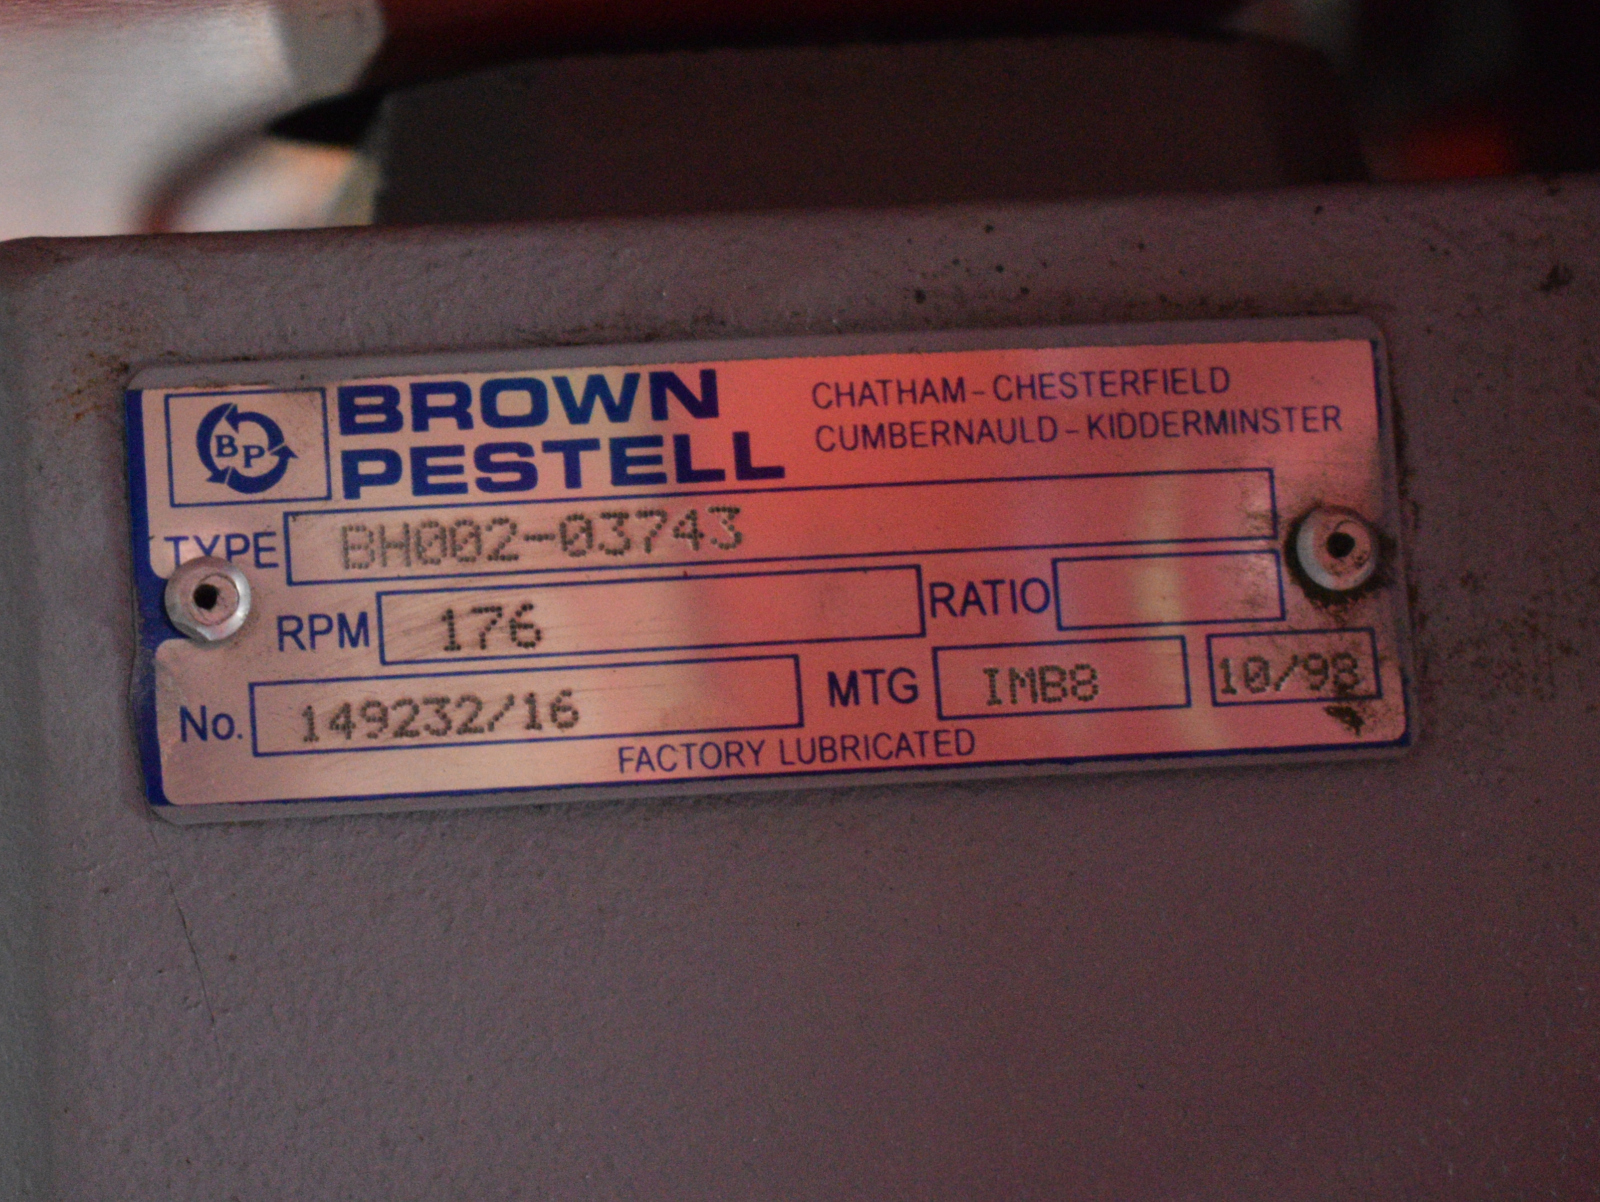 BP
BROWN
PESTELL
CHATHAM - CHESTERFIELD
CUMBERNAULD - KIDDERMINSTER
TYPE BH002-03743
RPM 176 RATIO
No. 149232/16 MTG IMB8 10/98
FACTORY LUBRICATED